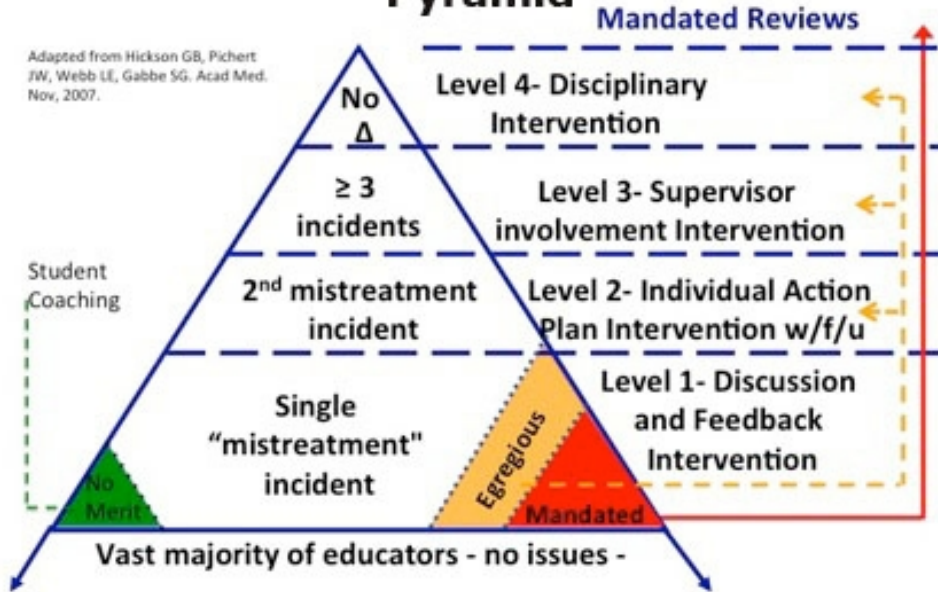 Pyramid
Mandated Reviews
Adapted from Hickson GB, Pichert
JW, Webb LE, Gabbe SG. Acad Med.
Nov, 2007.
No
Δ
Level 4- Disciplinary
Intervention
≥ 3
incidents
Level 3- Supervisor
involvement Intervention
Student
Coaching
2nd mistreatment
incident
Level 2- Individual Action
Plan Intervention w/f/u
Single
“mistreatment"
incident
Level 1- Discussion
and Feedback
Intervention
Egregious
No
Merit
Mandated
Vast majority of educators - no issues -